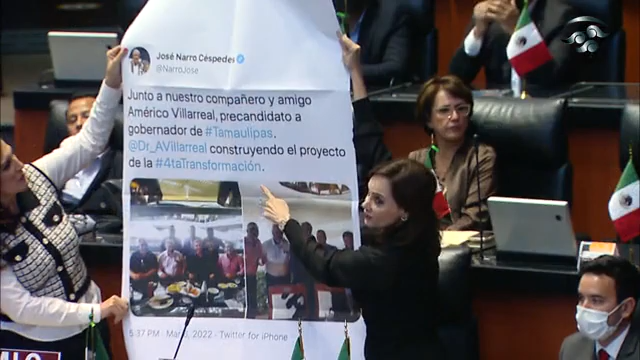 José Narro Céspedes
@NarroJose
Junto a nuestro compañero y amigo
Américo Villarreal, precandidato a
gobernador de #Tamaulipas.
@Dr_AVillarreal construyendo el proyecto
de la #4taTransformación.
5:37 PM · Mar 3, 2022 · Twitter for iPhone